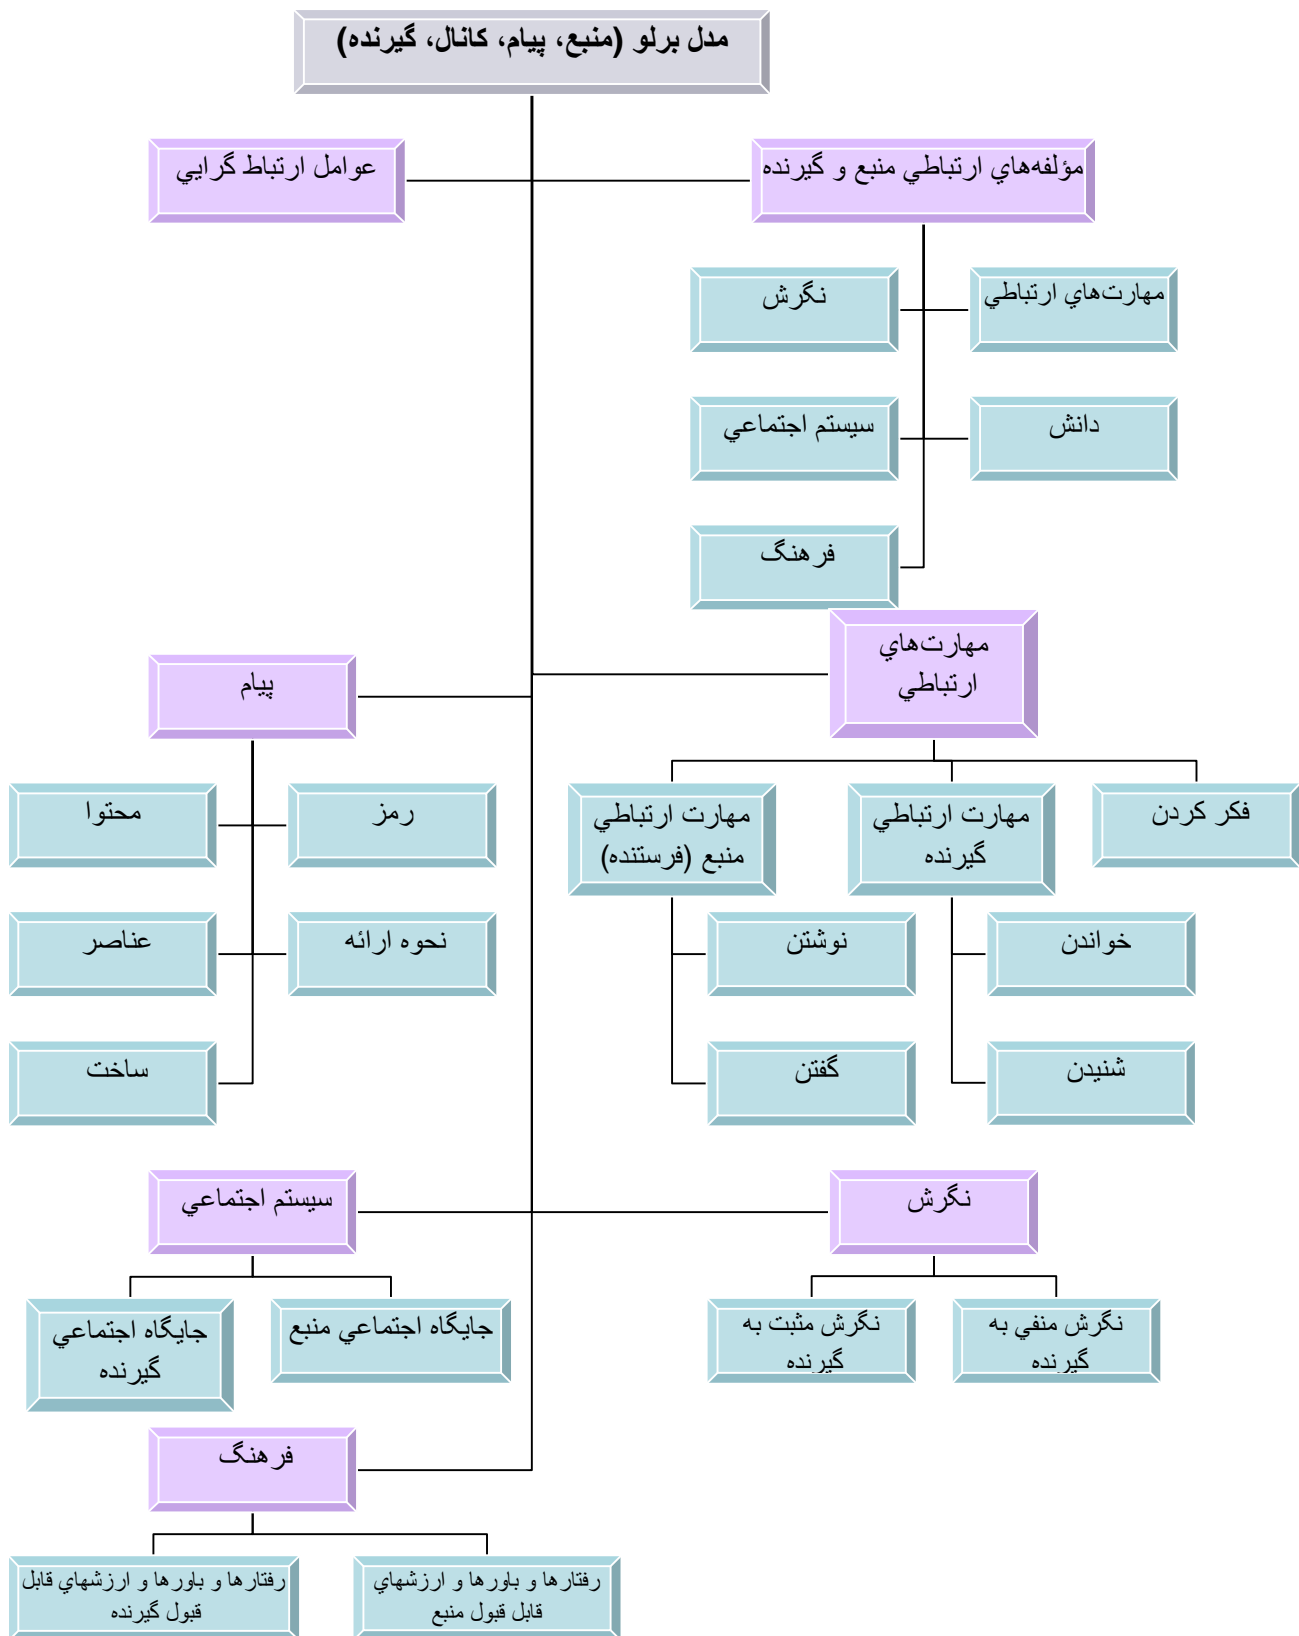 مدل برلو (منبع، پيام، كانال، گيرنده)
مؤلفه‌هاي ارتباطي منبع و گيرنده
عوامل ارتباط گرايي
مهارت‌هاي ارتباطي
نگرش
دانش
سيستم اجتماعي
فرهنگ
مهارت‌هاي
ارتباطي
پيام
فكر كردن
مهارت ارتباطي
گيرنده
مهارت ارتباطي
منبع (فرستنده)
رمز
محتوا
خواندن
نوشتن
نحوه ارائه
عناصر
شنيدن
گفتن
ساخت
نگرش
سيستم اجتماعي
نگرش منفي به
گيرنده
نگرش مثبت به
گيرنده
جايگاه اجتماعي منبع
جايگاه اجتماعي
گيرنده
فرهنگ
رفتارها و باورها و ارزشهاي
قابل قبول منبع
رفتارها و باورها و ارزشهاي قابل
قبول گيرنده